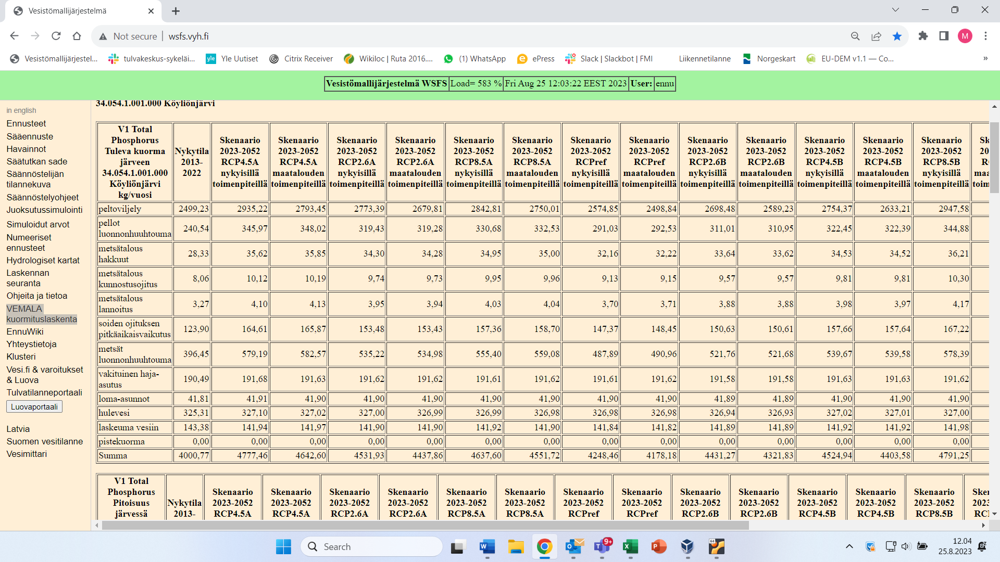 Vesistömallijärjestelmä
Not secure
wsfs.vyh.fi
M
Vesistömallijärjestel...
tulvakeskus-sykeläi...
yle
Yle Uutiset
Citrix Receiver
Wikiloc | Ruta 2016....
(1) WhatsApp
ePress
Slack | Slackbot | FMI
Liikennetilanne
Norgeskart
EU-DEM v1.1 — Co...
»
Vesistömallijärjestelmä WSFS Load= 583 % Fri Aug 25 12:03:22 EEST 2023 User: ennu
in english
Ennusteet
Sääennuste
Havainnot
Säätutkan sade
Säännöstelijän
tilannekuva
Säännöstelyohjeet
Juoksutussimulointi
Simuloidut arvot
Numeeriset
ennusteet
Hydrologiset kartat
Laskennan
seuranta
Ohjeita ja tietoa
VEMALA
kuormituslaskenta
EnnuWiki
Yhteystietoja
Klusteri
Vesi.fi & varoitukset
& Luova
Tulvatilanneportaali
Luovaportaali
Latvia
Suomen vesitilanne
Vesimittari
34.054.1.001.000 Köyliönjärvi
V1 Total
Phosphorus
Tuleva kuorma
järveen
34.054.1.001.000
Köyliönjärvi
kg/vuosi
Nykytila
2013-
2022
Skenaario
2023-2052
RCP4.5A
nykyisillä
toimenpiteillä
Skenaario
2023-2052
RCP4.5A
maatalouden
toimenpiteillä
Skenaario
2023-2052
RCP2.6A
nykyisillä
toimenpiteillä
Skenaario
2023-2052
RCP2.6A
maatalouden
toimenpiteillä
Skenaario
2023-2052
RCP8.5A
nykyisillä
toimenpiteillä
Skenaario
2023-2052
RCP8.5A
maatalouden
toimenpiteillä
Skenaario
2023-2052
RCPref
nykyisillä
toimenpiteillä
Skenaario
2023-2052
RCPref
maatalouden
toimenpiteillä
Skenaario
2023-2052
RCP2.6B
nykyisillä
toimenpiteillä
Skenaario
2023-2052
RCP2.6B
maatalouden
toimenpiteillä
Skenaario
2023-2052
RCP4.5B
nykyisillä
toimenpiteillä
Skenaario
2023-2052
RCP4.5B
maatalouden
toimenpiteillä
Skenaario
2023-2052
RCP8.5B
nykyisillä
toimenpiteillä
peltoviljely 2499,23 2935,22 2793,45 2773,39 2679,81 2842,81 2750,01 2574,85 2498,84 2698,48 2589,23 2754,37 2633,21 2947,58
pellot
luonnonhuuhtouma 240,54 345,97 348,02 319,43 319,28 330,68 332,53 291,03 292,53 311,01 310,95 322,45 322,39 344,88
metsätalous
hakkuut 28,33 35,62 35,85 34,30 34,28 34,95 35,00 32,16 32,22 33,64 33,62 34,53 34,52 36,21
metsätalous
kunnostusojitus 8,06 10,12 10,19 9,74 9,73 9,95 9,96 9,13 9,15 9,57 9,57 9,81 9,81 10,30
metsätalous
lannoitus 3,27 4,10 4,13 3,95 3,94 4,03 4,04 3,70 3,71 3,88 3,88 3,98 3,97 4,17
soiden ojituksen
pitkäaikaisvaikutus 123,90 164,61 165,87 153,48 153,43 157,36 158,70 147,37 148,45 150,63 150,61 157,66 157,64 167,22
metsät
luonnonhuuhtouma 396,45 579,19 582,57 535,22 534,98 555,40 559,08 487,89 490,96 521,76 521,68 539,67 539,58 578,39
vakituinen haja-
asutus 190,49 191,68 191,63 191,62 191,62 191,61 191,62 191,61 191,62 191,58 191,58 191,63 191,63 191,62
loma-asunnot 41,81 41,91 41,90 41,90 41,90 41,90 41,90 41,90 41,90 41,89 41,89 41,90 41,90 41,90
hulevesi 325,31 327,10 327,02 327,00 326,99 326,99 326,98 326,98 326,98 326,94 326,93 327,02 327,01 327,00
laskeuma vesiin 143,38 141,94 141,97 141,90 141,90 141,92 141,90 141,84 141,82 141,89 141,89 141,92 141,92 141,98
pistekuorma 0,00 0,00 0,00 0,00 0,00 0,00 0,00 0,00 0,00 0,00 0,00 0,00 0,00 0,00
Summa 4000,77 4777,46 4642,60 4531,93 4437,86 4637,60 4551,72 4248,46 4178,18 4431,27 4321,83 4524,94 4403,58 4791,25
V1 Total
Phosphorus
Pitoisuus
järvessä
Nykytila
2013-
Skenaario
2023-2052
RCP4.5A
Skenaario
2023-2052
RCP4.5A
Skenaario
2023-2052
RCP2.6A
Skenaario
2023-2052
RCP2.6A
Skenaario
2023-2052
RCP8.5A
Skenaario
2023-2052
RCP8.5A
Skenaario
2023-2052
RCPref
Skenaario
2023-2052
RCPref
Skenaario
2023-2052
RCP2.6B
Skenaario
2023-2052
RCP2.6B
Skenaario
2023-2052
RCP4.5B
Skenaario
2023-2052
RCP4.5B
Skenaario
2023-2052
RCP8.5B
Search
9+
64
12.04
25.8.2023